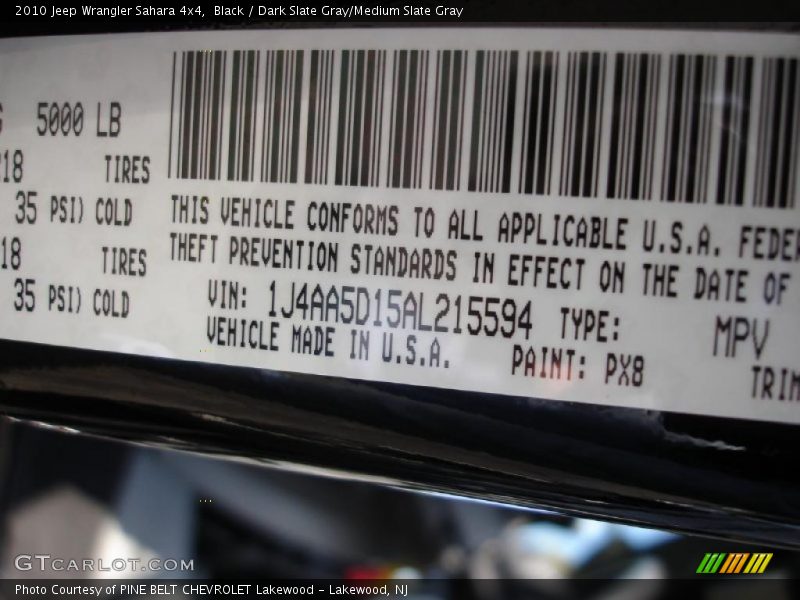 2010 Jeep Wrangler Sahara 4x4,  Black / Dark Slate Gray/Medium Slate Gray
5000 LB
TIRES
35 PSI) COLD
TIRES
35 PSI) COLD
THIS VEHICLE CONFORMS TO ALL APPLICABLE U.S.A. FEDER
THEFT PREVENTION STANDARDS IN EFFECT ON THE DATE OF
VIN: 1J4AA5D15AL215594 TYPE: MPV
VEHICLE MADE IN U.S.A. PAINT: PX8
TRIM
GTCARLOT.COM
Photo Courtesy of PINE BELT CHEVROLET Lakewood - Lakewood, NJ